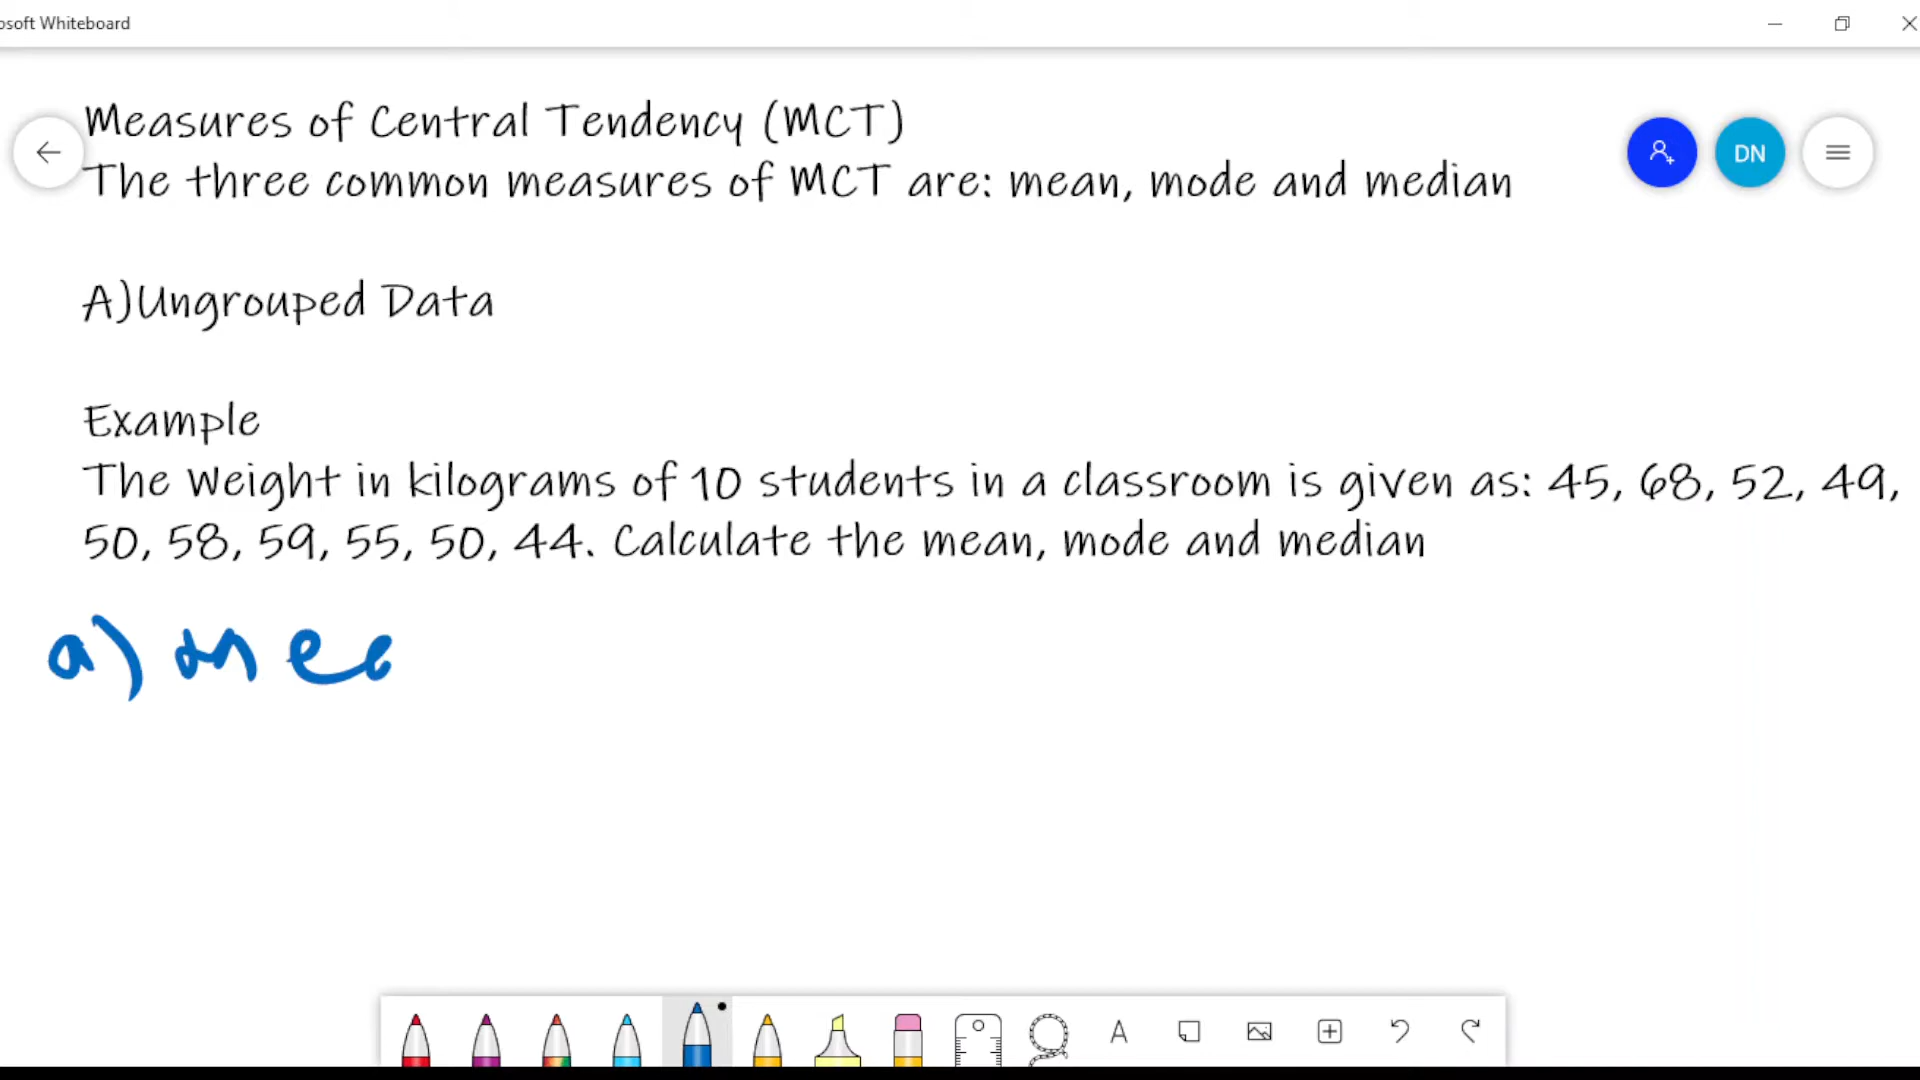 osoft Whiteboard
Measures of Central Tendency (MCT)
The three common measures of MCT are: mean, mode and median
DN
A)Ungrouped Data
Example
The Weight in kilograms of 10 students in a classroom is given as: 45, 68, 52, 49,
50, 58, 59, 55, 50, 44. Calculate the mean, mode and median
a)
A